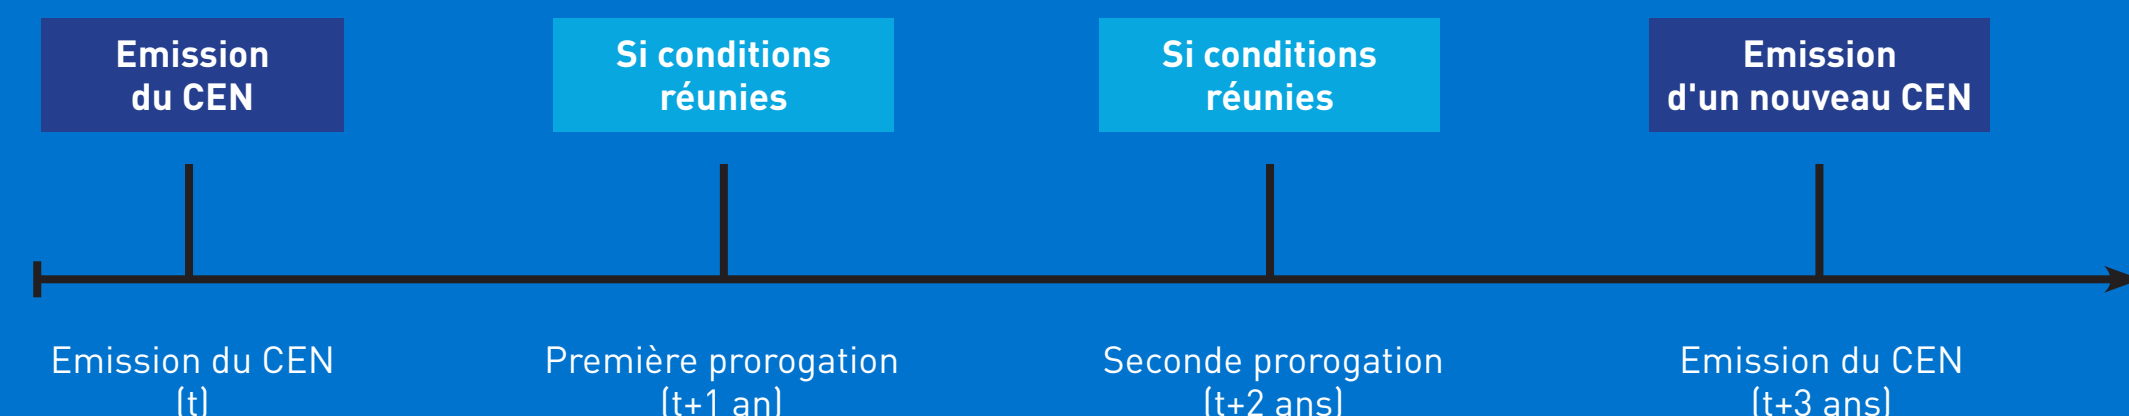 Emission
du CEN
Si conditions
réunies
Si conditions
réunies
Emission
d'un nouveau CEN
Emission du CEN
(t)
Première prorogation
(t+1 an)
Seconde prorogation
(t+2 ans)
Emission du CEN
(t+3 ans)